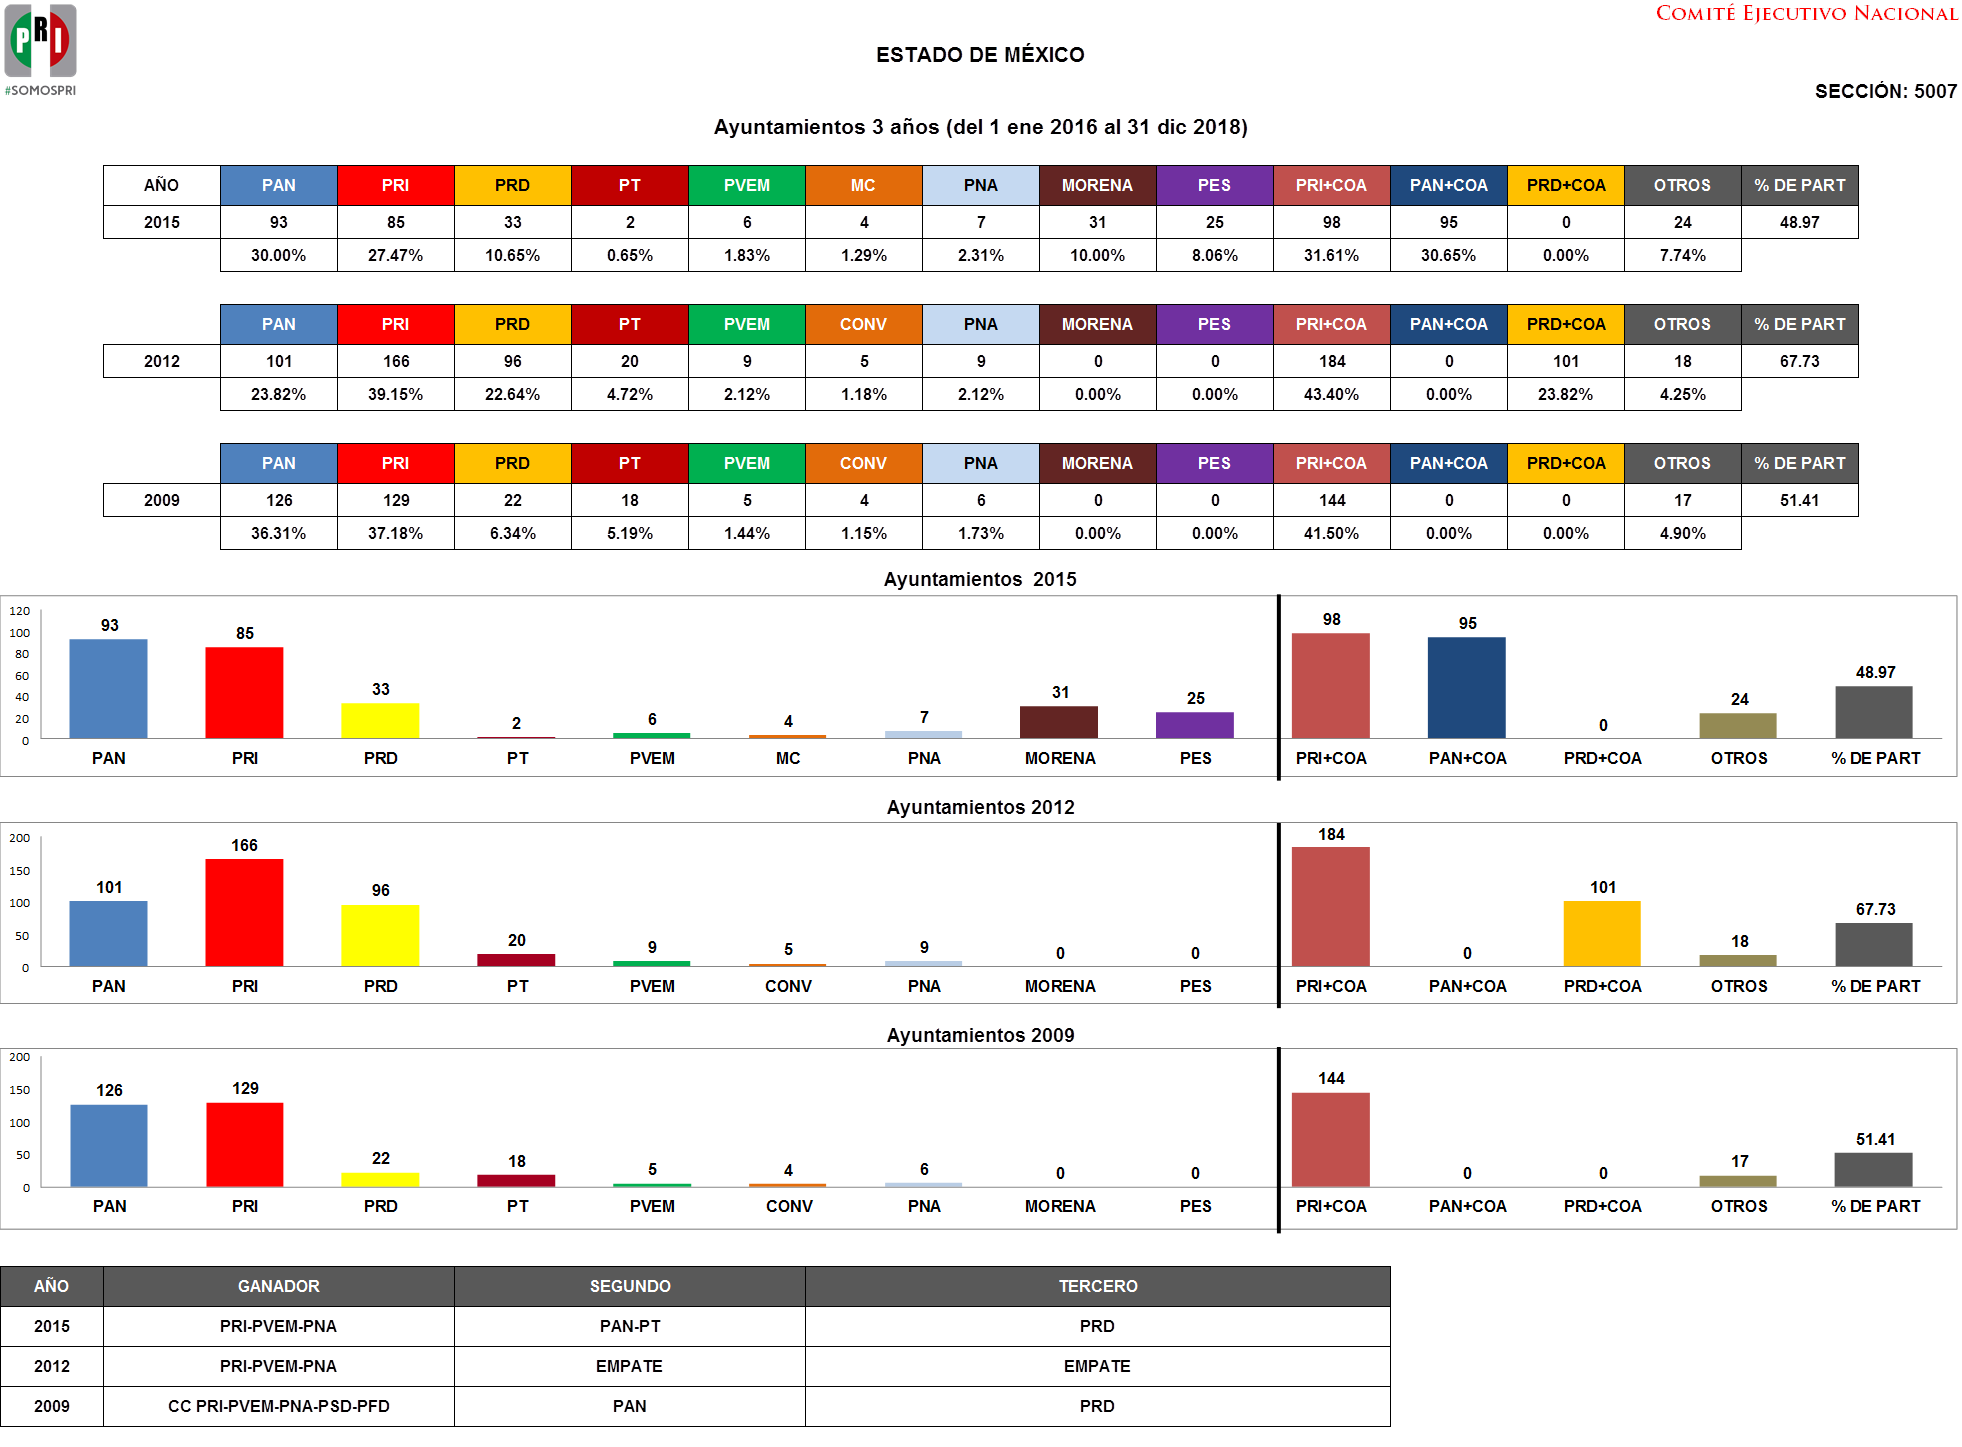 COMITÉ EJECUTIVO NACIONAL
PRI
#SOMOSPRI
ESTADO DE MÉXICO
SECCIÓN: 5007
Ayuntamientos 3 años (del 1 ene 2016 al 31 dic 2018)
AÑO PAN PRI PRD PT PVEM MC PNA MORENA PES PRI+COA PAN+COA PRD+COA OTROS % DE PART
2015 93 85 33 2 6 4 7 31 25 98 95 0 24 48.97
30.00% 27.47% 10.65% 0.65% 1.83% 1.29% 2.31% 10.00% 8.06% 31.61% 30.65% 0.00% 7.74%
PAN PRI PRD PT PVEM CONV PNA MORENA PES PRI+COA PAN+COA PRD+COA OTROS % DE PART
2012 101 166 96 20 9 5 9 0 0 184 0 101 18 67.73
23.82% 39.15% 22.64% 4.72% 2.12% 1.18% 2.12% 0.00% 0.00% 43.40% 0.00% 23.82% 4.25%
PAN PRI PRD PT PVEM CONV PNA MORENA PES PRI+COA PAN+COA PRD+COA OTROS % DE PART
2009 126 129 22 18 5 4 6 0 0 144 0 0 17 51.41
36.31% 37.18% 6.34% 5.19% 1.44% 1.15% 1.73% 0.00% 0.00% 41.50% 0.00% 0.00% 4.90%
Ayuntamientos 2015
120
100
80
60
40
20
0
93 85 33 2 6 4 7 31 25 98 95 0 24 48.97
PAN PRI PRD PT PVEM MC PNA MORENA PES PRI+COA PAN+COA PRD+COA OTROS % DE PART
Ayuntamientos 2012
200
150
100
50
0
101 166 96 20 9 5 9 0 0 184 0 101 18 67.73
PAN PRI PRD PT PVEM CONV PNA MORENA PES PRI+COA PAN+COA PRD+COA OTROS % DE PART
Ayuntamientos 2009
200
150
100
50
0
126 129 22 18 5 4 6 0 0 144 0 0 17 51.41
PAN PRI PRD PT PVEM CONV PNA MORENA PES PRI+COA PAN+COA PRD+COA OTROS % DE PART
AÑO GANADOR SEGUNDO TERCERO
2015 PRI-PVEM-PNA PAN-PT PRD
2012 PRI-PVEM-PNA EMPATE EMPATE
2009 CC PRI-PVEM-PNA-PSD-PFD PAN PRD